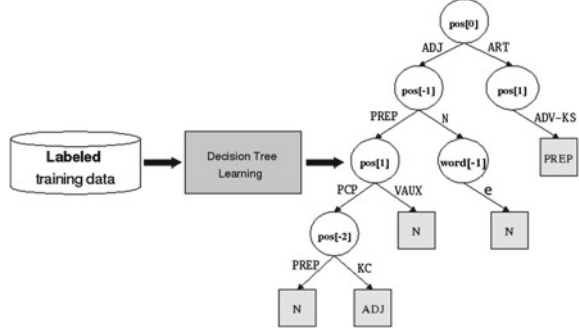 pos[0]
ADJ ART
pos[-1] pos[1]
PREP N ADV-KS
Labeled
training data
Decision Tree
Learning
pos[1] word[-1] PREP
PCP VAUX e
pos[-2] N N
PREP KC
N ADJ